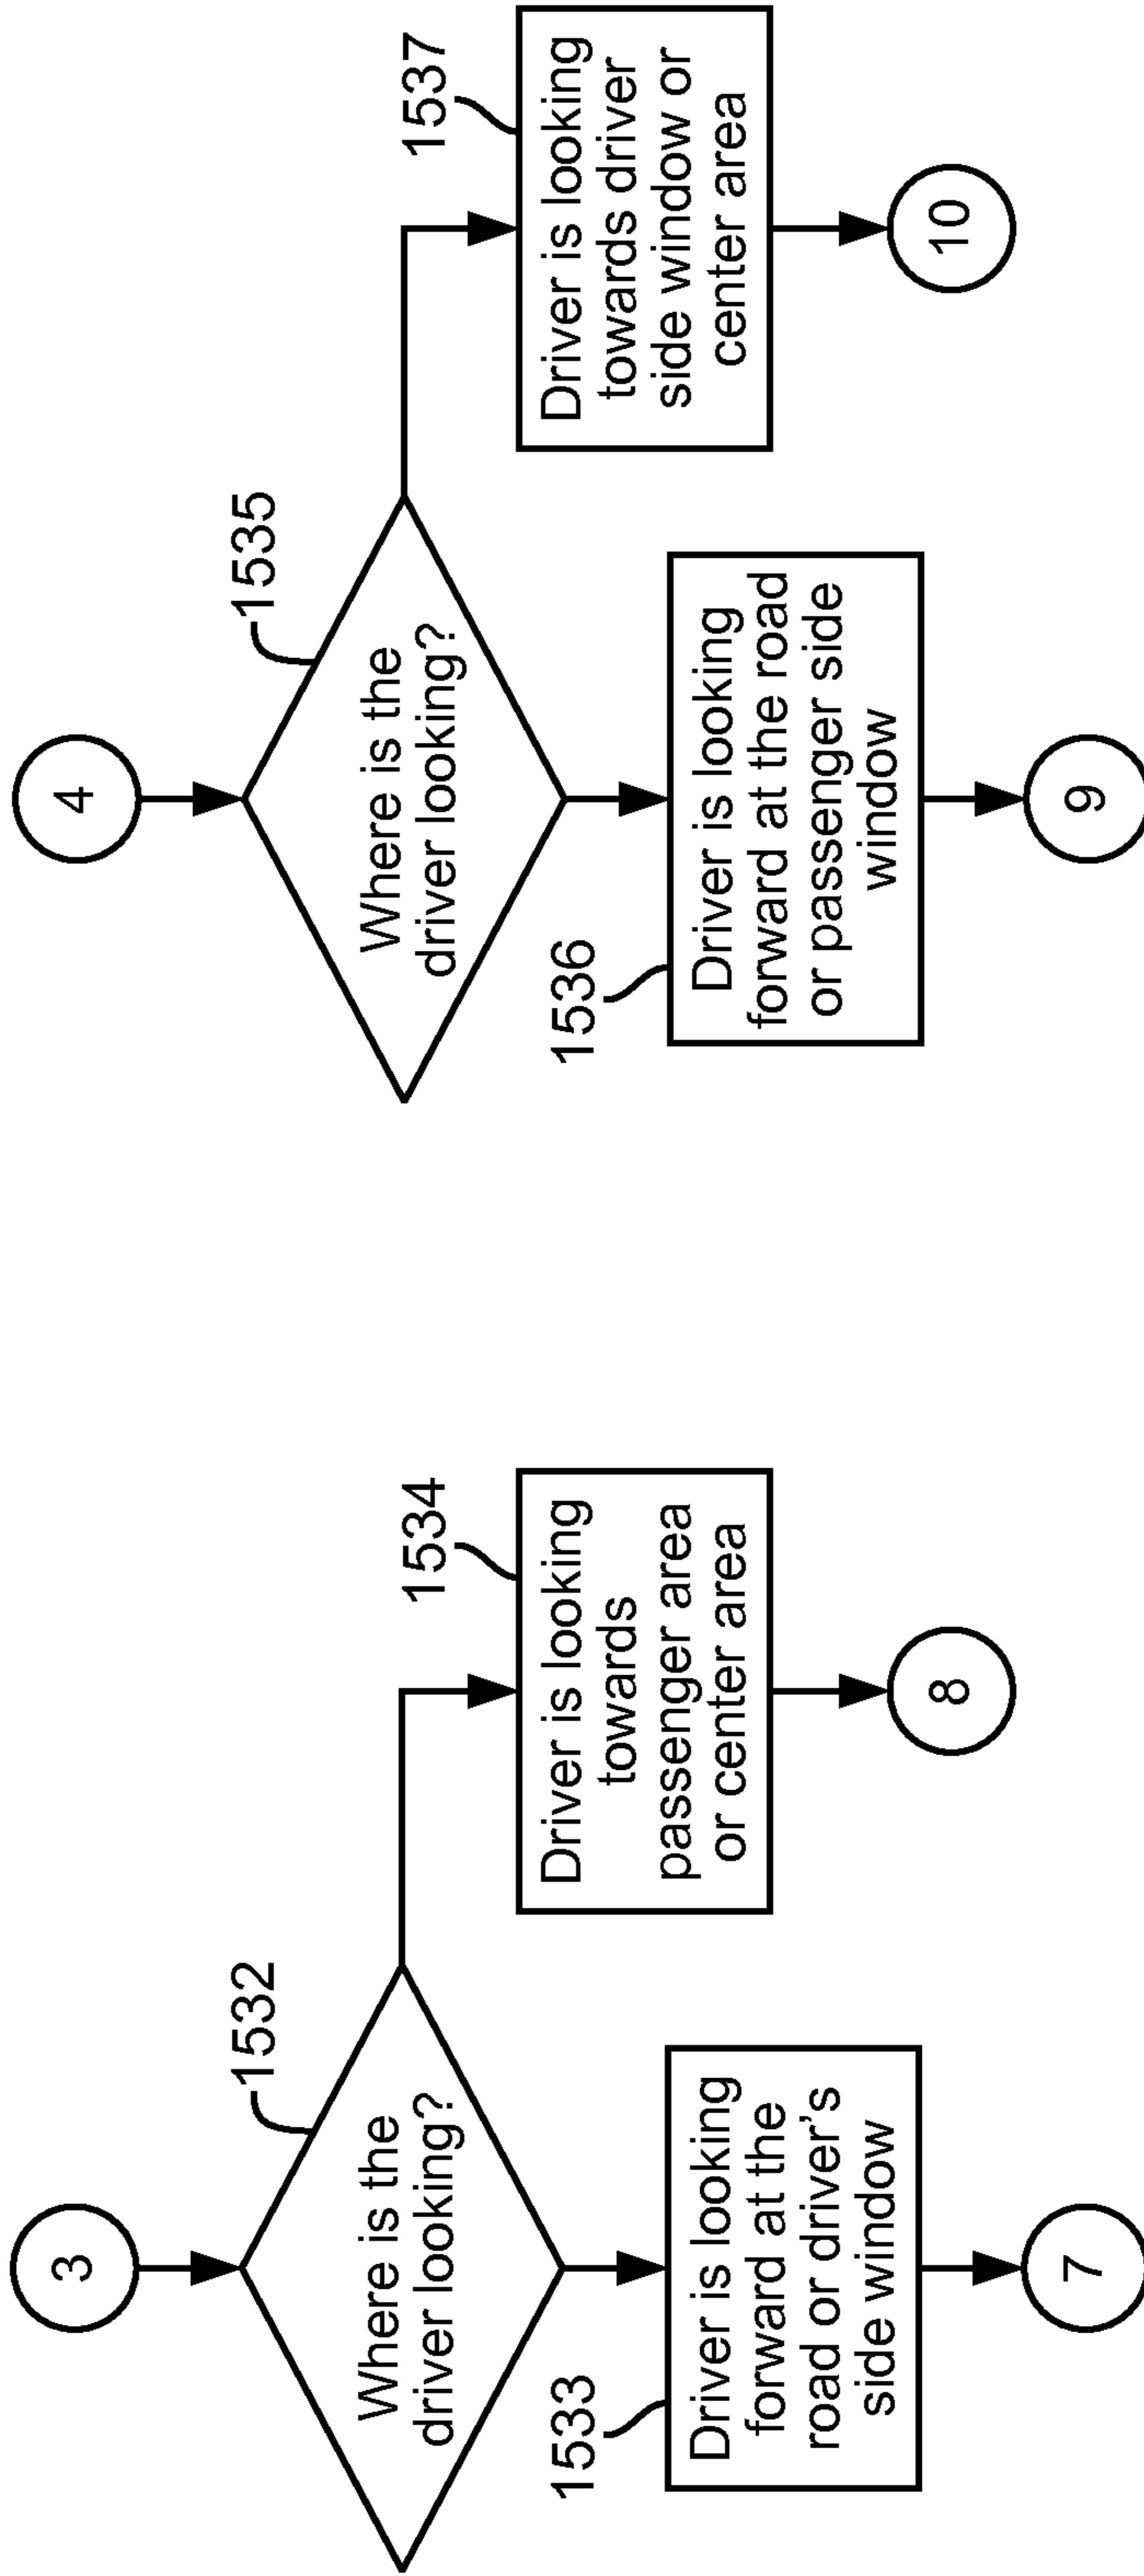 3
1532
Where is the
driver looking?
1533
Driver is looking
forward at the
road or driver's
side window
7
1534
Driver is looking
towards
passenger area
or center area
8
4
1535
Where is the
driver looking?
1536
Driver is looking
forward at the road
or passenger side
window
9
1537
Driver is looking
towards driver
side window or
center area
10